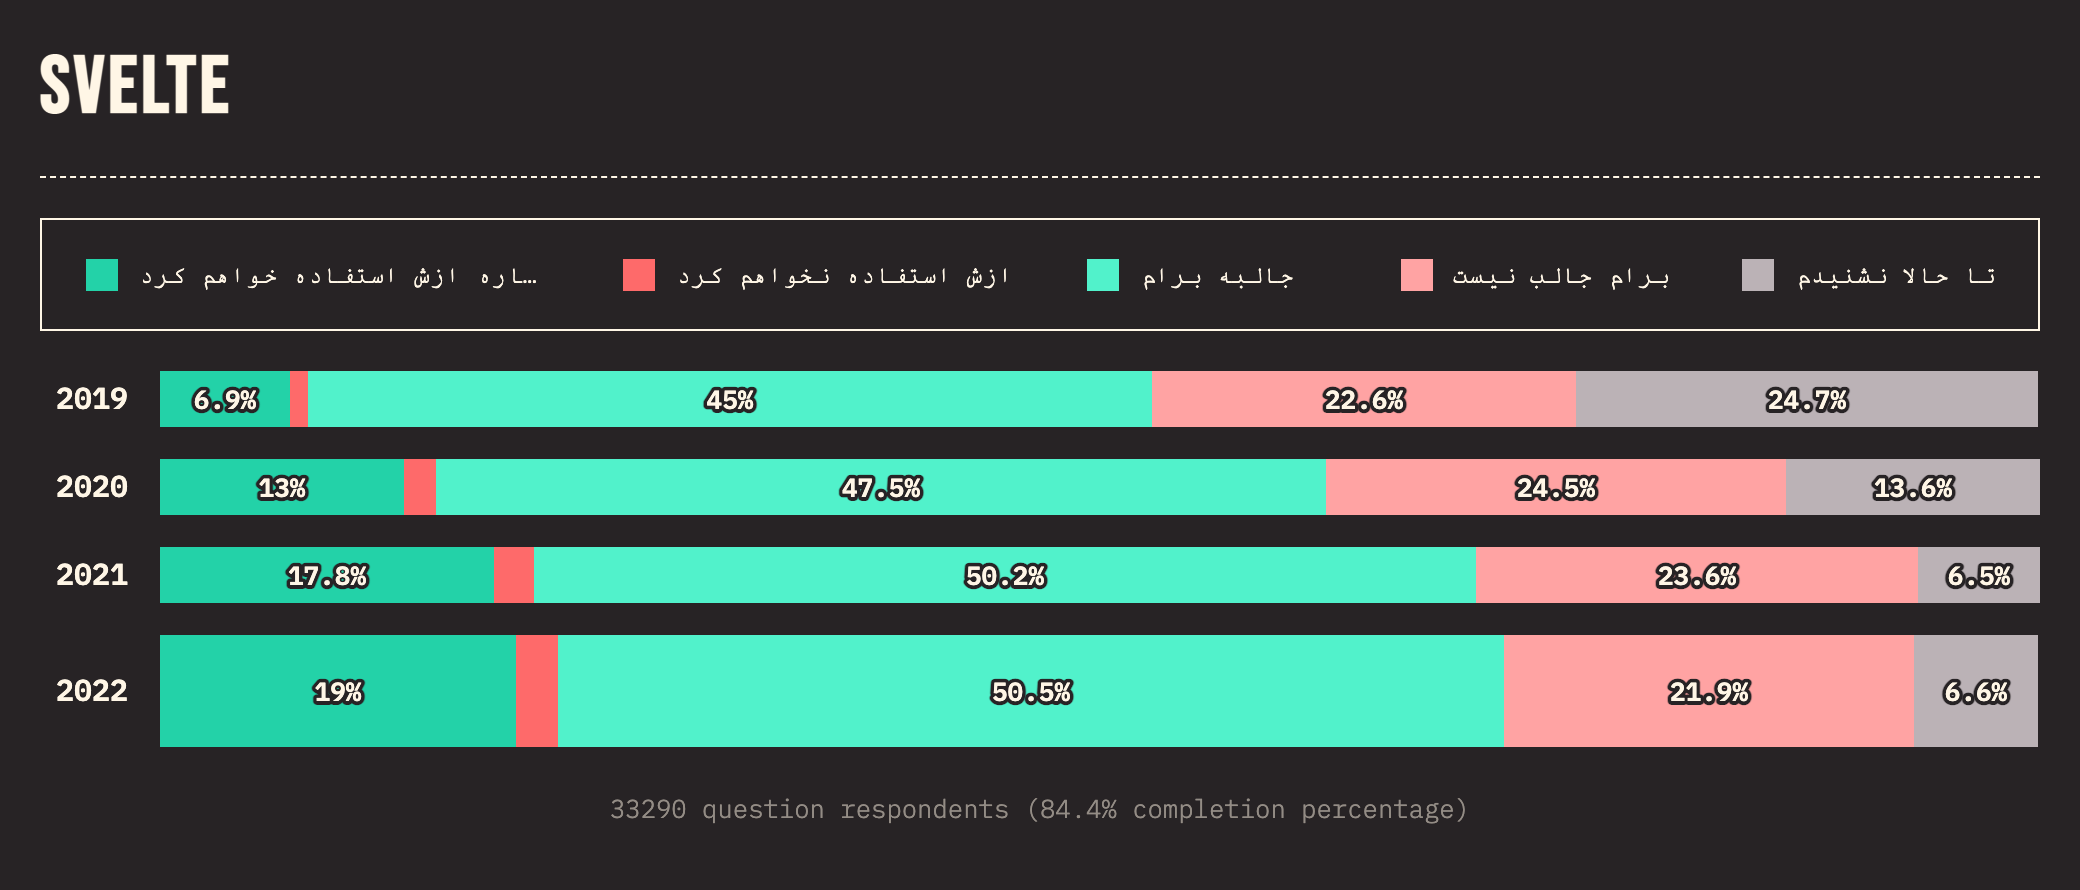 SVELTE
…اره ازش استفاده خواهم کرد ازش استفاده نخواهم کرد جالبه برام برام جالب نیست تا حالا نشنیدم
2019 6.9% 45% 22.6% 24.7%
2020 13% 47.5% 24.5% 13.6%
2021 17.8% 50.2% 23.6% 6.5%
2022 19% 50.5% 21.9% 6.6%
33290 question respondents (84.4% completion percentage)